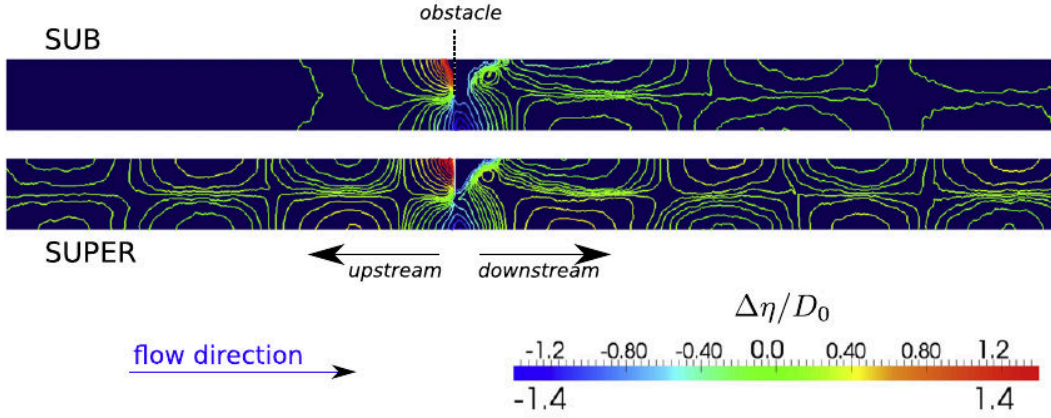 obstacle
SUB
SUPER
upstream downstream
flow direction
Δη/D₀
-1.2 -0.80 -0.40 0.0 0.40 0.80 1.2
-1.4 1.4